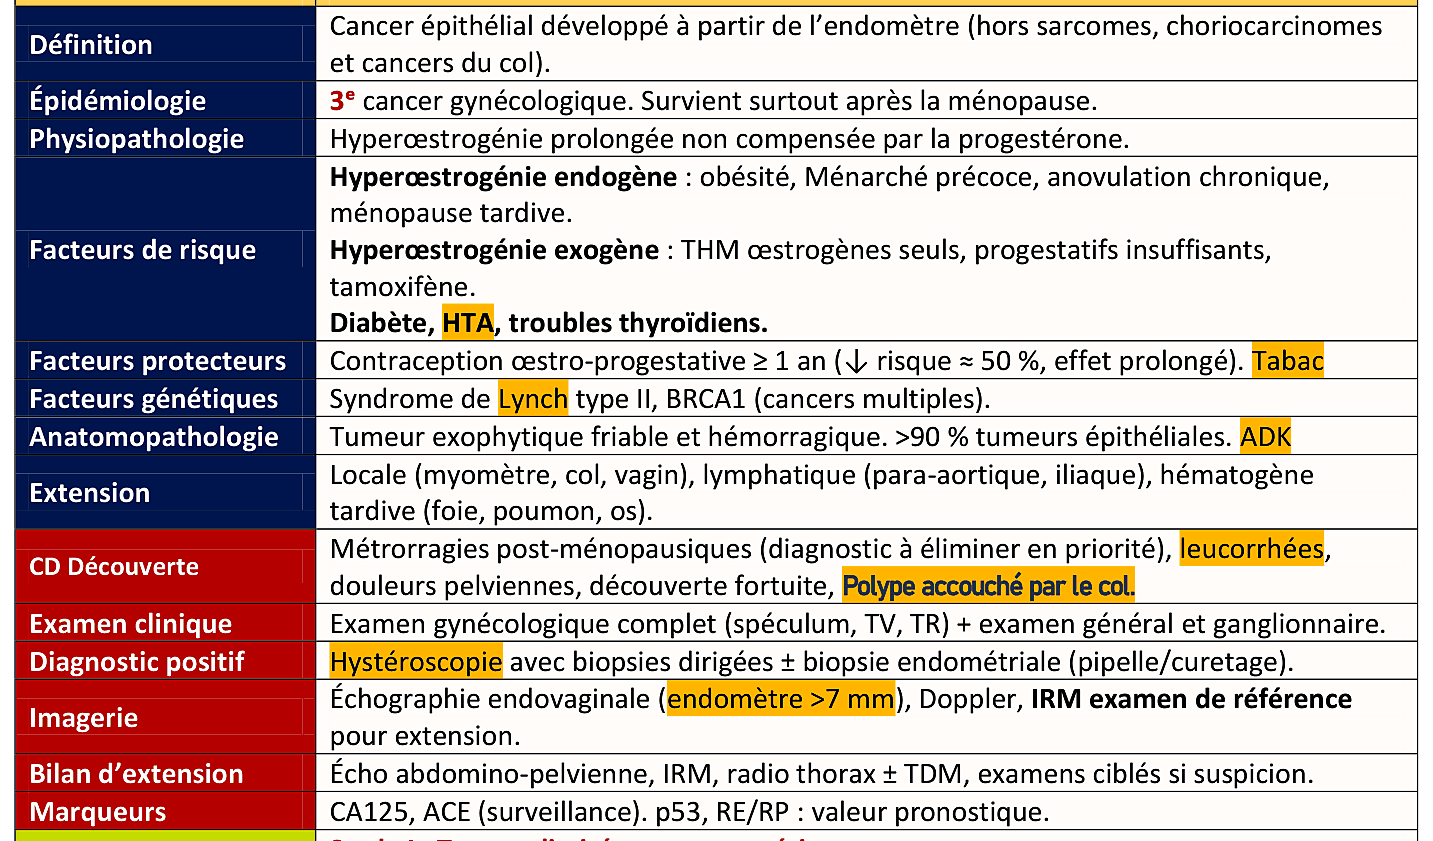 Définition
Cancer épithélial développé à partir de l’endomètre (hors sarcomes, choriocarcinomes
et cancers du col).
Épidémiologie
3e cancer gynécologique. Survient surtout après la ménopause.
Physiopathologie
Hyperœstrogénie prolongée non compensée par la progestérone.
Facteurs de risque
Hyperœstrogénie endogène : obésité, Ménarché précoce, anovulation chronique,
ménopause tardive.
Hyperœstrogénie exogène : THM œstrogènes seuls, progestatifs insuffisants,
tamoxifène.
Diabète, HTA, troubles thyroïdiens.
Facteurs protecteurs
Contraception œstro-progestative ≥ 1 an (↓ risque ≈ 50 %, effet prolongé). Tabac
Facteurs génétiques
Syndrome de Lynch type II, BRCA1 (cancers multiples).
Anatomopathologie
Tumeur exophytique friable et hémorragique. >90 % tumeurs épithéliales. ADK
Extension
Locale (myomètre, col, vagin), lymphatique (para-aortique, iliaque), hématogène
tardive (foie, poumon, os).
CD Découverte
Métrorragies post-ménopausiques (diagnostic à éliminer en priorité), leucorrhées,
douleurs pelviennes, découverte fortuite, Polype accouché par le col.
Examen clinique
Examen gynécologique complet (spéculum, TV, TR) + examen général et ganglionnaire.
Diagnostic positif
Hystéroscopie avec biopsies dirigées ± biopsie endométriale (pipelle/curetage).
Imagerie
Échographie endovaginale (endomètre >7 mm), Doppler, IRM examen de référence
pour extension.
Bilan d’extension
Écho abdomino-pelvienne, IRM, radio thorax ± TDM, examens ciblés si suspicion.
Marqueurs
CA125, ACE (surveillance). p53, RE/RP : valeur pronostique.